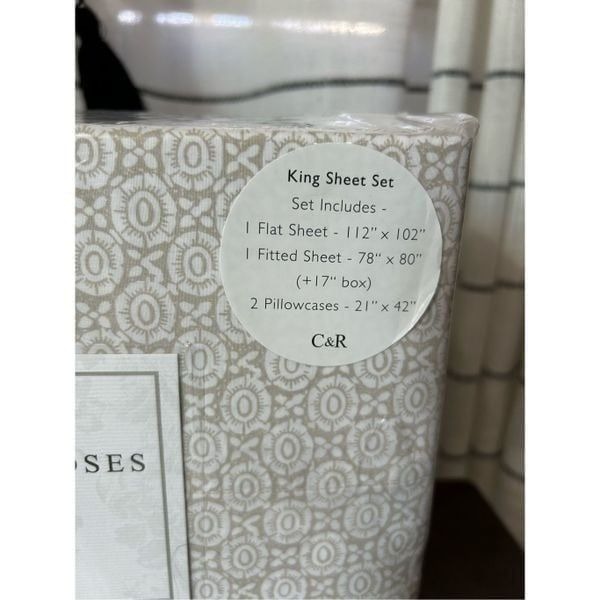 King Sheet Set
Set Includes -
1 Flat Sheet - 112" x 102"
1 Fitted Sheet - 78" x 80"
(+17" box)
2 Pillowcases - 21" x 42"
C&R
OSES